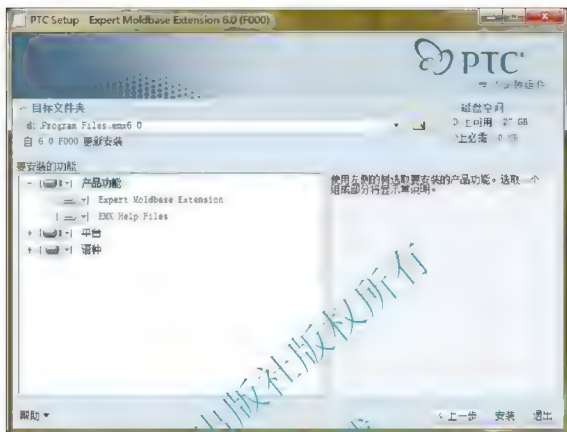 PTC Setup Expert Moldbase Extension 6.0 (F000)
PTC
目标文件夹
磁盘空间
d: Program Files.emx6 0
自 6 0 F000 更新安装
要安装的功能
产品功能
Expert Moldbase Extension
EMX Help Files
平台
语种
使用左侧的树选取要安装的产品功能。选取一个
组成部分将显示其说明。
出版社版权所有
帮助
上一步 安装 退出